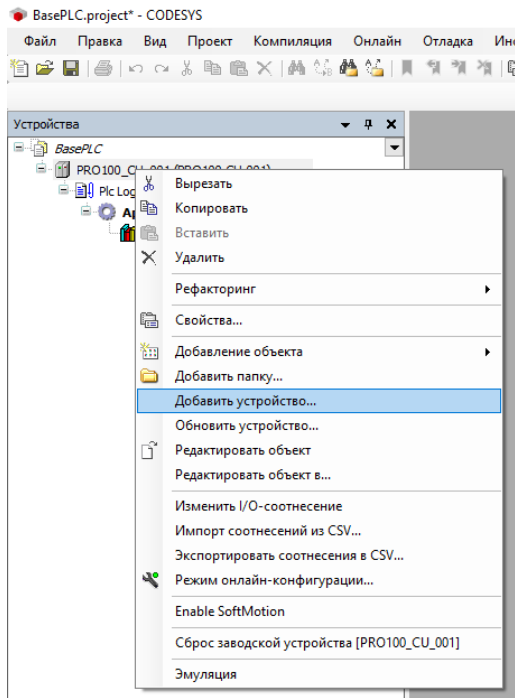 BasePLC.project* - CODESYS
Файл Правка Вид Проект Компиляция Онлайн Отладка
Устройства
BasePLC
PRO100_CU_001 (PRO100_CU_001)
Plc Log
Вырезать
Копировать
Вставить
Удалить
Рефакторинг
Свойства...
Добавление объекта
Добавить папку...
Добавить устройство...
Обновить устройство...
Редактировать объект
Редактировать объект в...
Изменить I/O-соотнесение
Импорт соотнесений из CSV...
Экспортировать соотнесения в CSV...
Режим онлайн-конфигурации...
Enable SoftMotion
Сброс заводской устройства [PRO100_CU_001]
Эмуляция